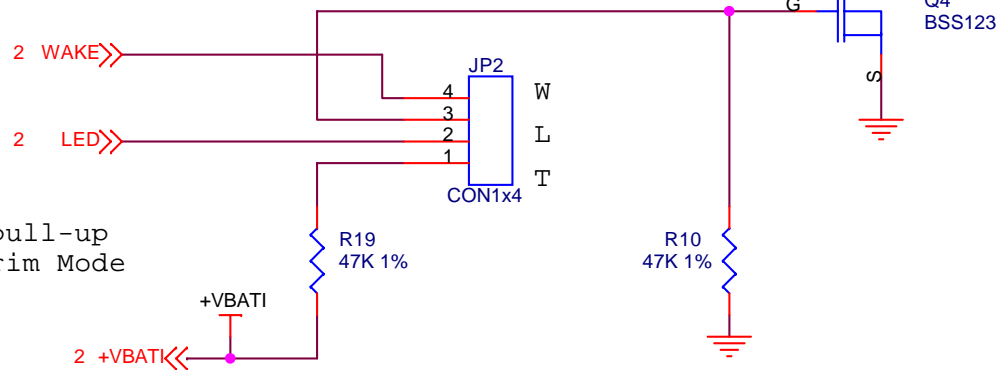 G
Q4
BSS123
S
2 WAKE
JP2
4
3
2
1
W
L
T
2 LED
CON1x4
R19
47K 1%
R10
47K 1%
pull-up
rim Mode
+VBATI
2 +VBATI